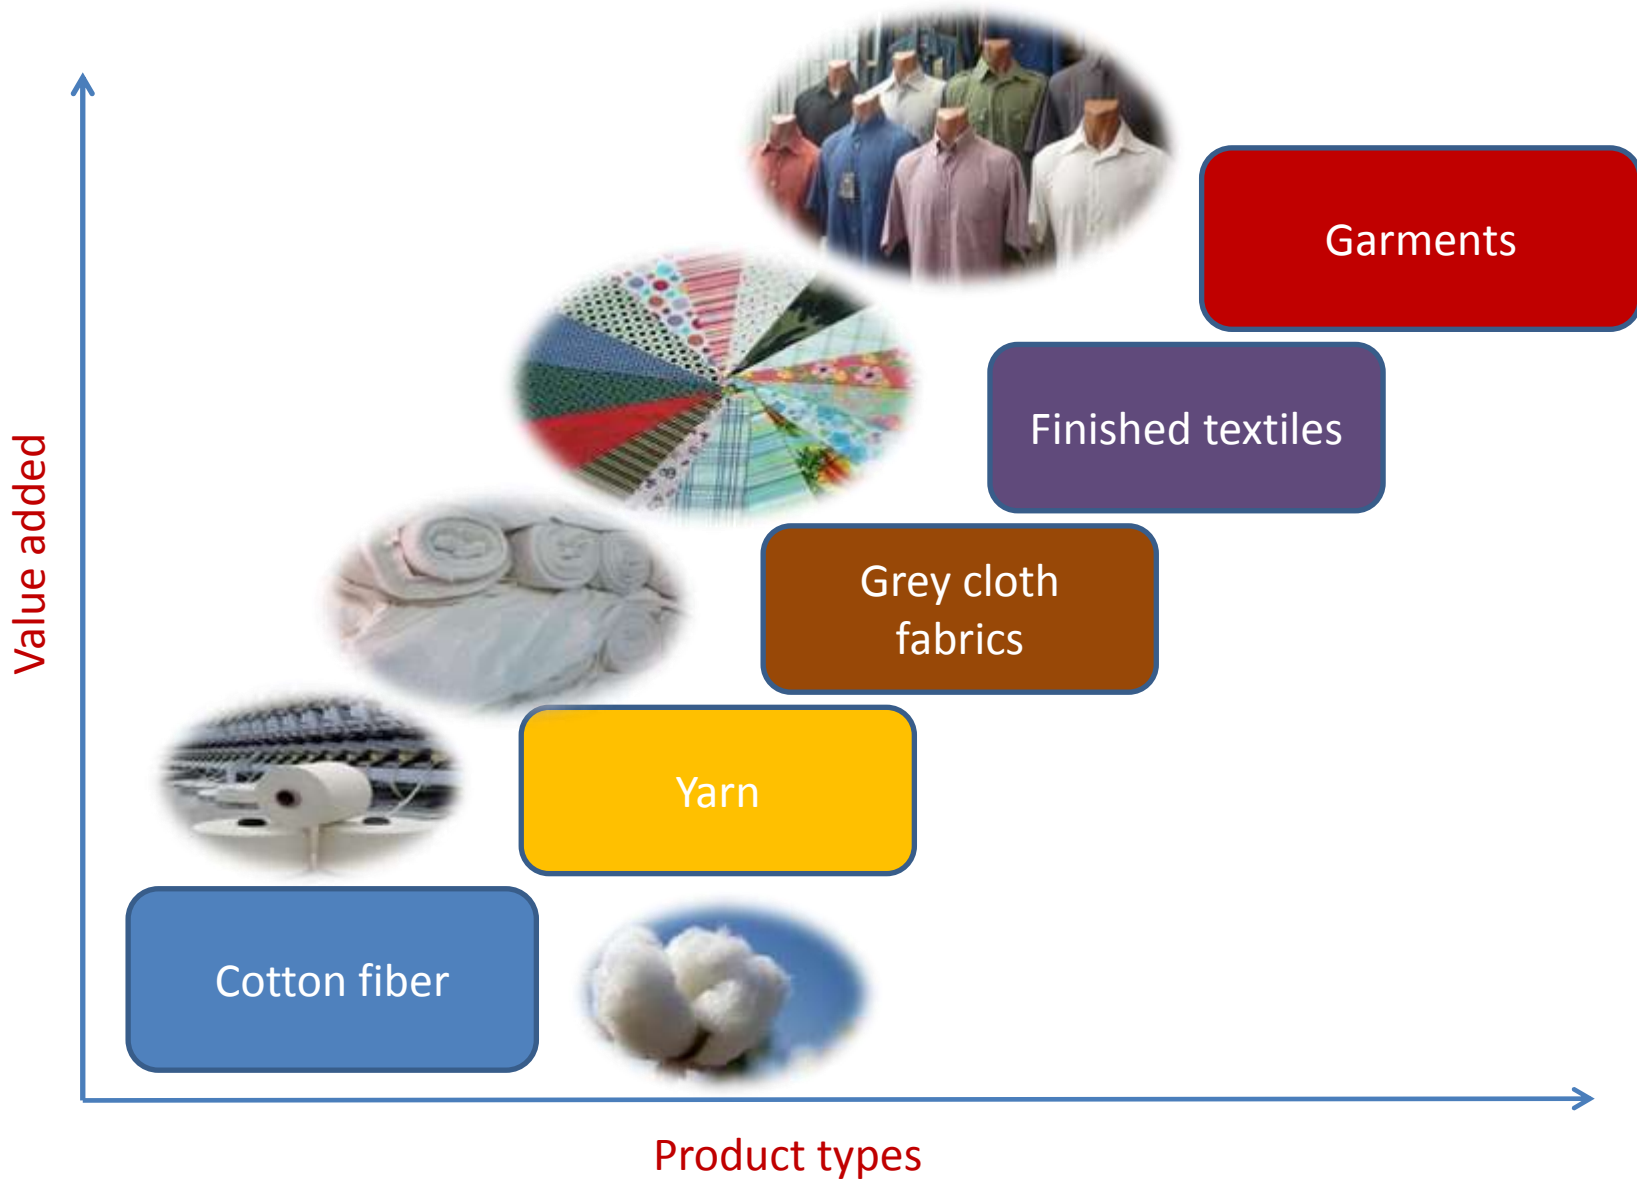 Garments
Finished textiles
Grey cloth
fabrics
Yarn
Cotton fiber
Value added
Product types